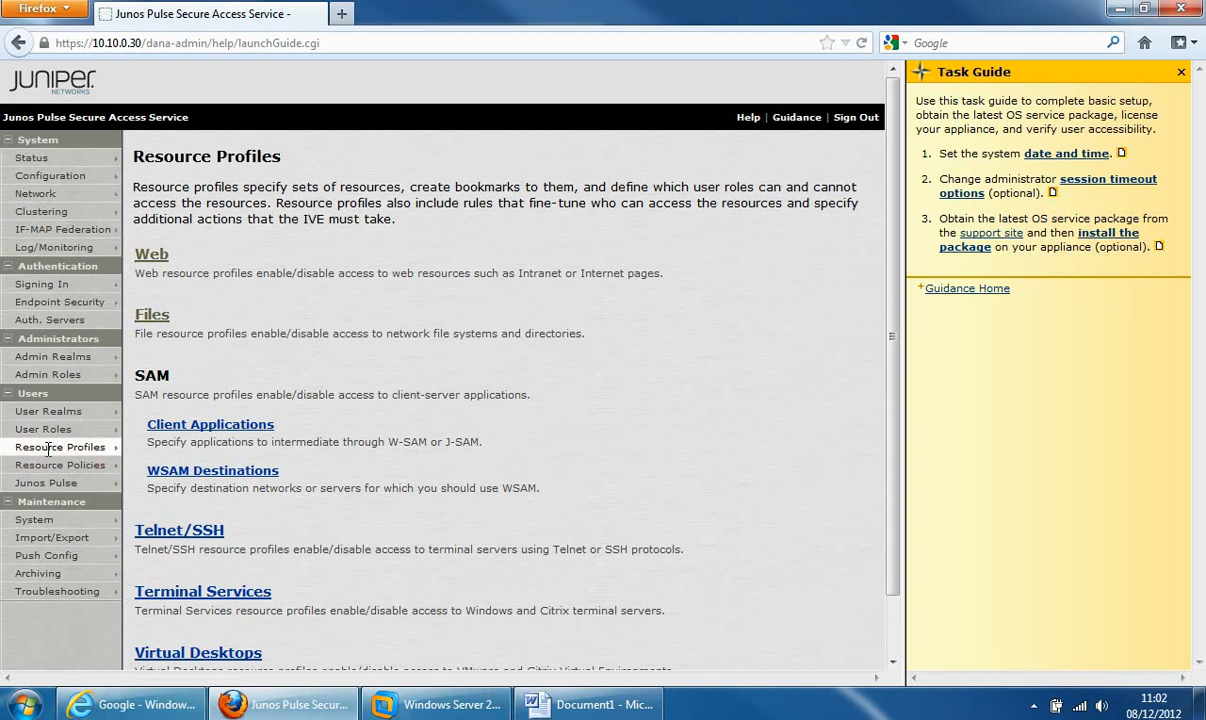 Firefox
Junos Pulse Secure Access Service -
https://10.10.0.30/dana-admin/help/launchGuide.cgi
Google
JUNIPER
NETWORKS
Junos Pulse Secure Access Service
Help | Guidance | Sign Out
System
Status
Configuration
Network
Clustering
IF-MAP Federation
Log/Monitoring
Authentication
Signing In
Endpoint Security
Auth. Servers
Administrators
Admin Realms
Admin Roles
Users
User Realms
User Roles
Resource Profiles
Resource Policies
Junos Pulse
Maintenance
System
Import/Export
Push Config
Archiving
Troubleshooting
Resource Profiles
Resource profiles specify sets of resources, create bookmarks to them, and define which user roles can and cannot
access the resources. Resource profiles also include rules that fine-tune who can access the resources and specify
additional actions that the IVE must take.
Web
Web resource profiles enable/disable access to web resources such as Intranet or Internet pages.
Files
File resource profiles enable/disable access to network file systems and directories.
SAM
SAM resource profiles enable/disable access to client-server applications.
Client Applications
Specify applications to intermediate through W-SAM or J-SAM.
WSAM Destinations
Specify destination networks or servers for which you should use WSAM.
Telnet/SSH
Telnet/SSH resource profiles enable/disable access to terminal servers using Telnet or SSH protocols.
Terminal Services
Terminal Services resource profiles enable/disable access to Windows and Citrix terminal servers.
Virtual Desktops
Virtual Desktops resource profiles enable/disable access to VMware and Citrix Virtual Environments.
Task Guide
Use this task guide to complete basic setup,
obtain the latest OS service package, license
your appliance, and verify user accessibility.
1. Set the system date and time.
2. Change administrator session timeout
options (optional).
3. Obtain the latest OS service package from
the support site and then install the
package on your appliance (optional).
Guidance Home
Google - Window...
Junos Pulse Secur...
Windows Server 2...
Document1 - Mic...
11:02
08/12/2012